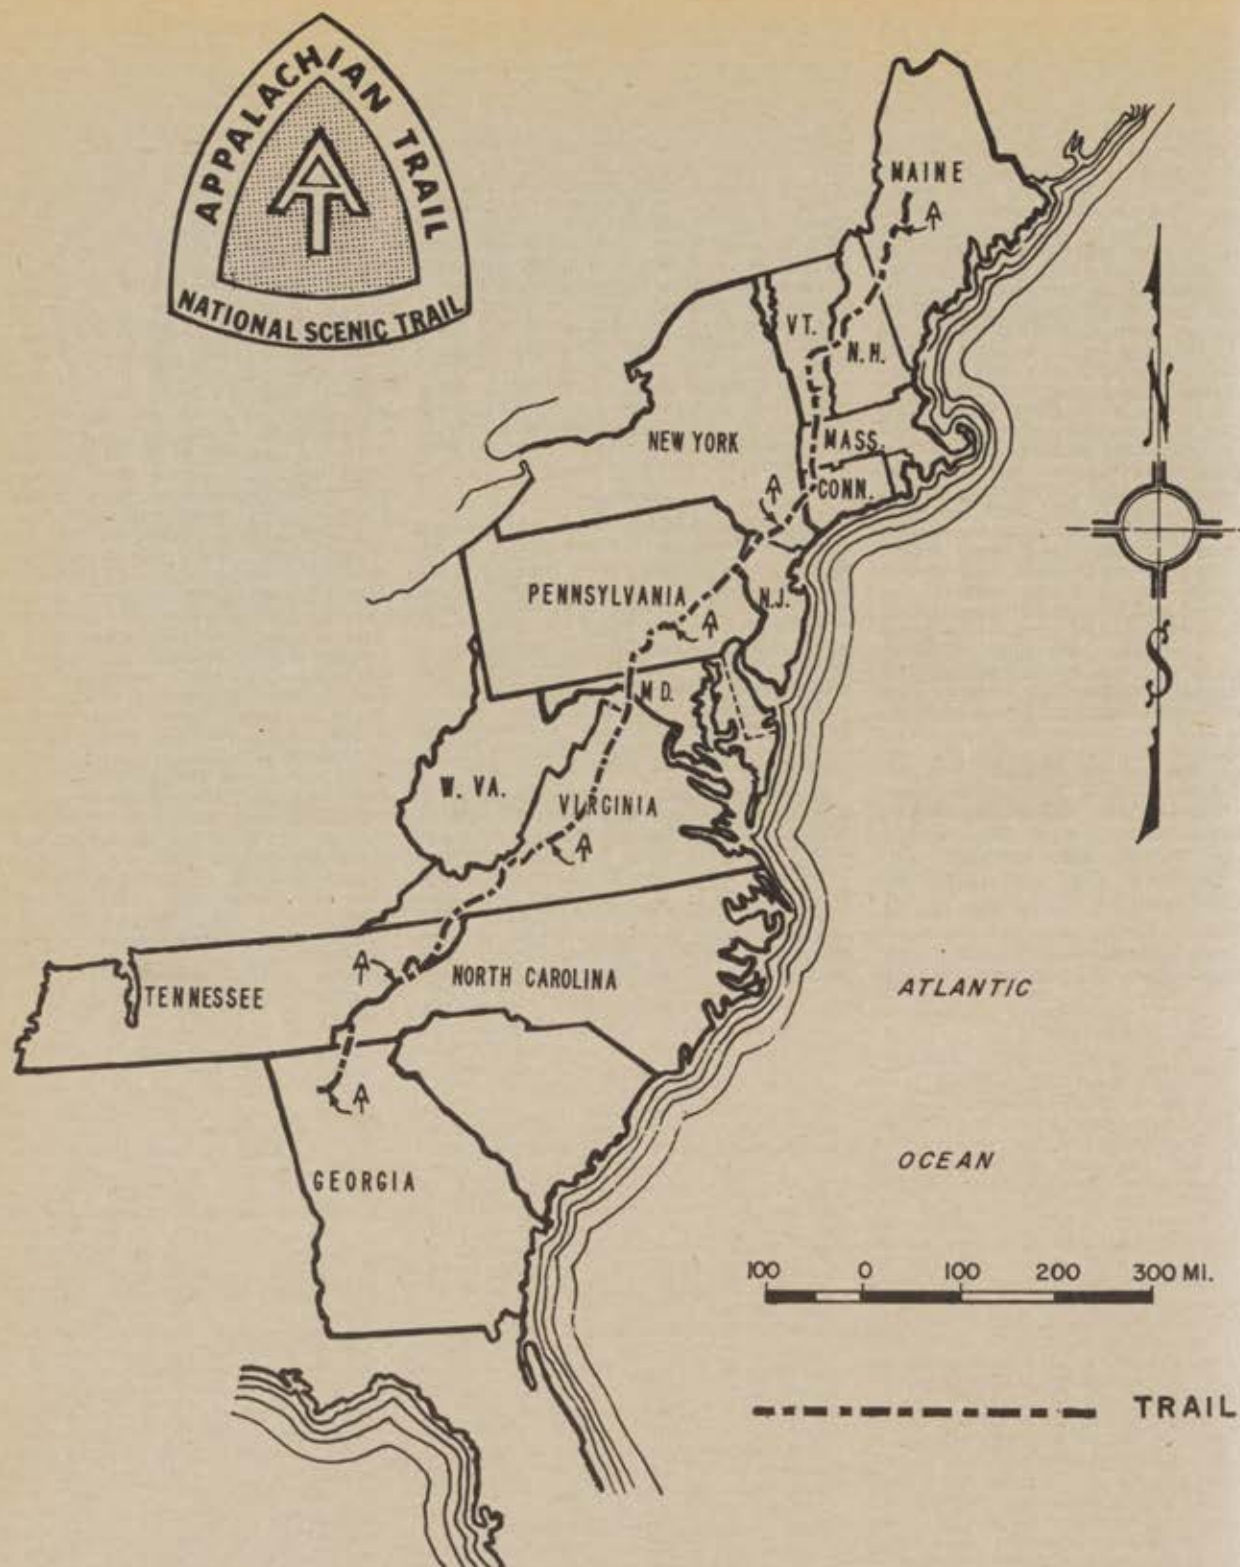 APPALACHIAN TRAIL
NATIONAL SCENIC TRAIL
MAINE
VT.
N.H.
NEW YORK
MASS.
CONN.
N
PENNSYLVANIA
N.J.
S
MD.
W. VA.
VIRGINIA
TENNESSEE
NORTH CAROLINA
ATLANTIC
OCEAN
GEORGIA
100 0 100 200 300 MI.
TRAIL